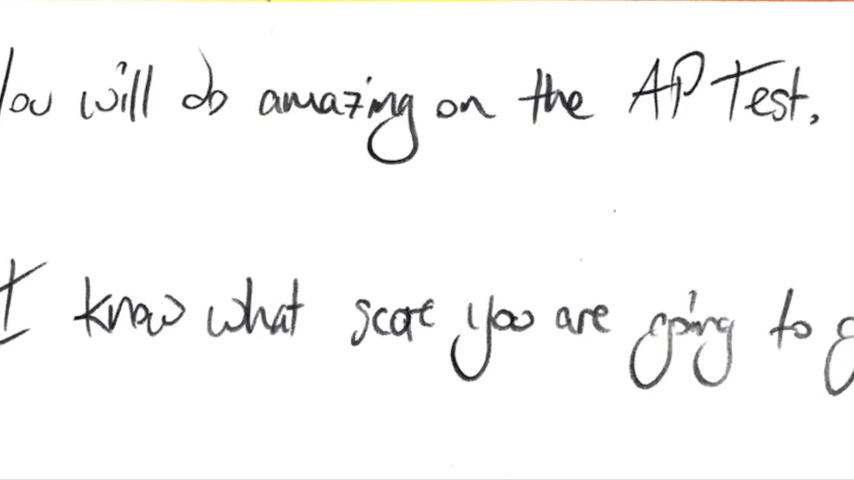 You will do amazing on the AP Test.
I know what score you are going to g